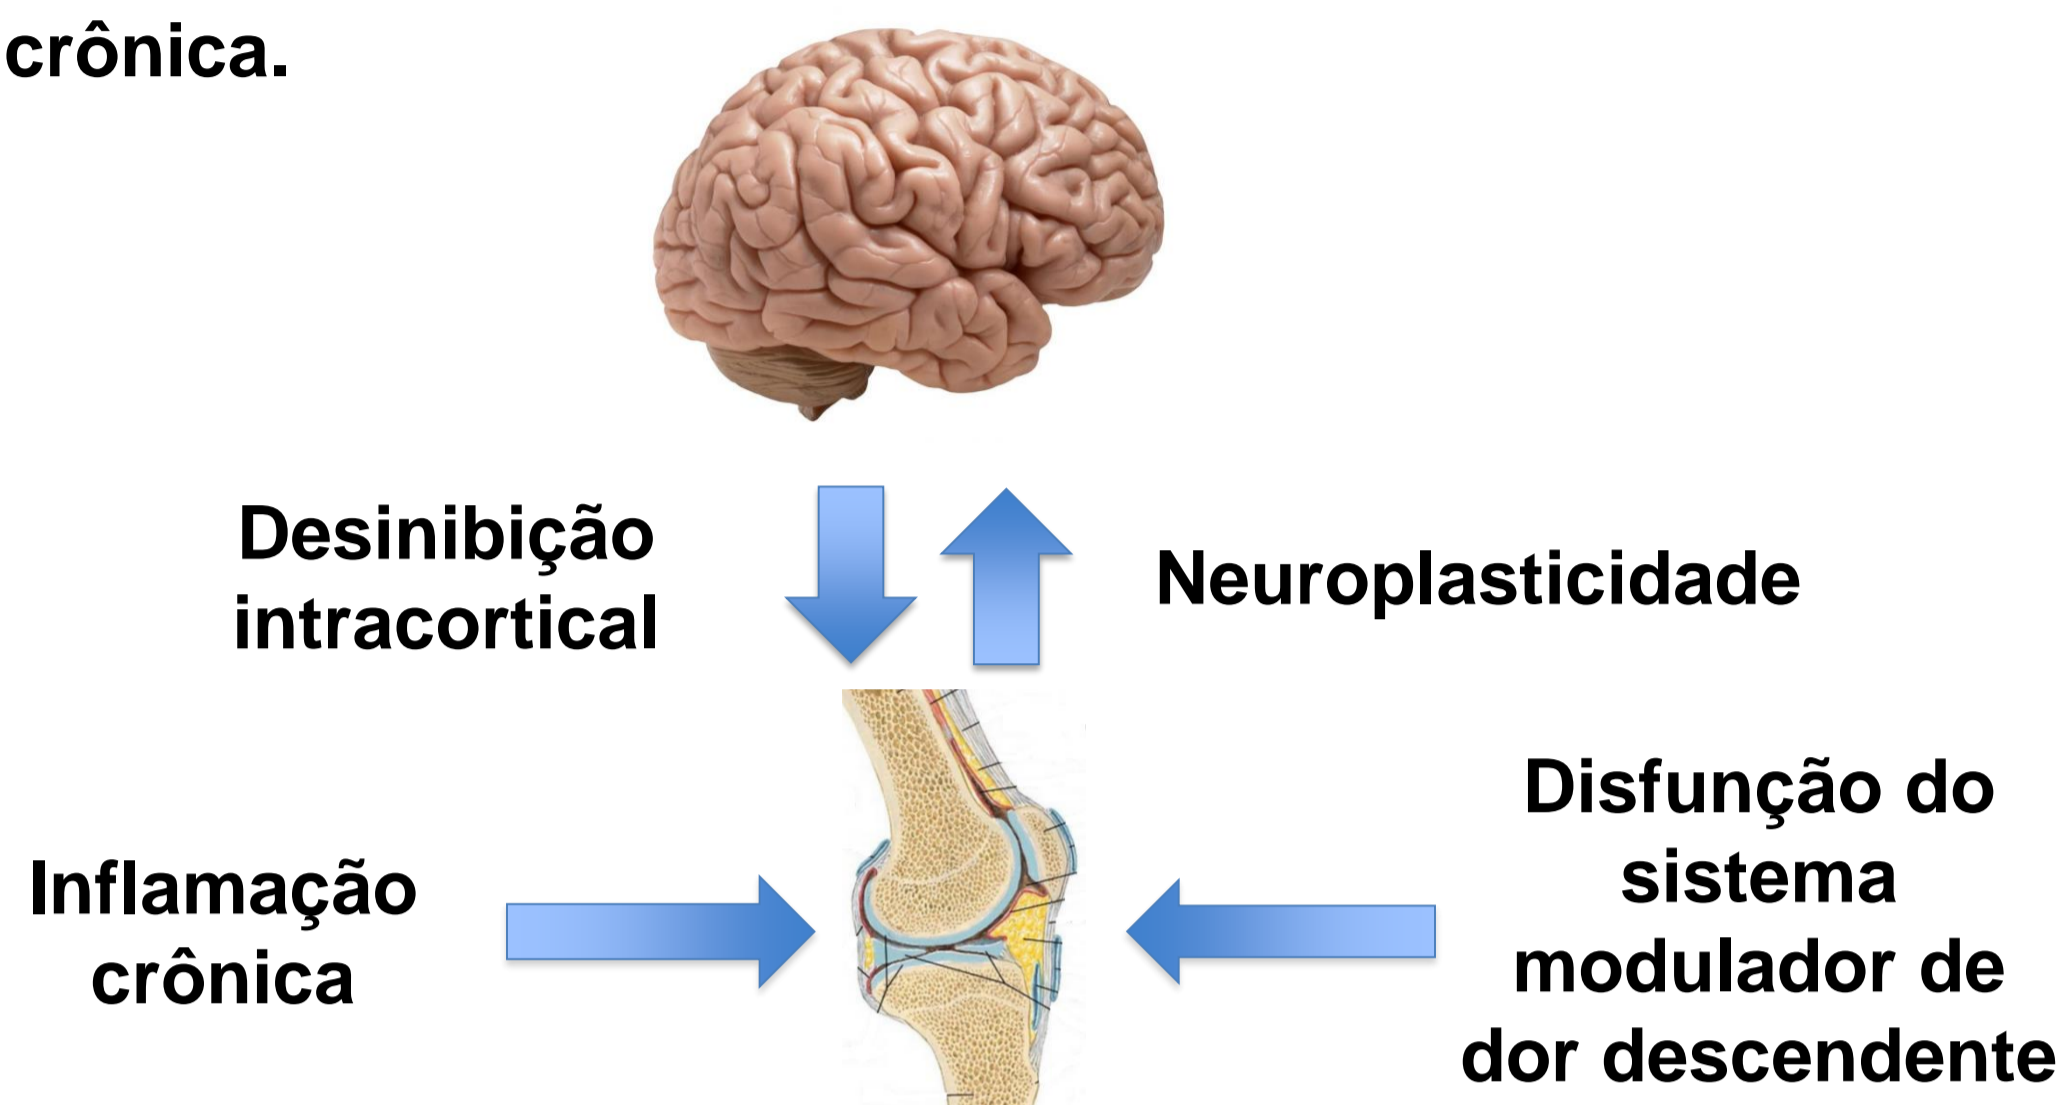 crônica.
Desinibição
intracortical
Neuroplasticidade
Inflamação
crônica
Disfunção do
sistema
modulador de
dor descendente